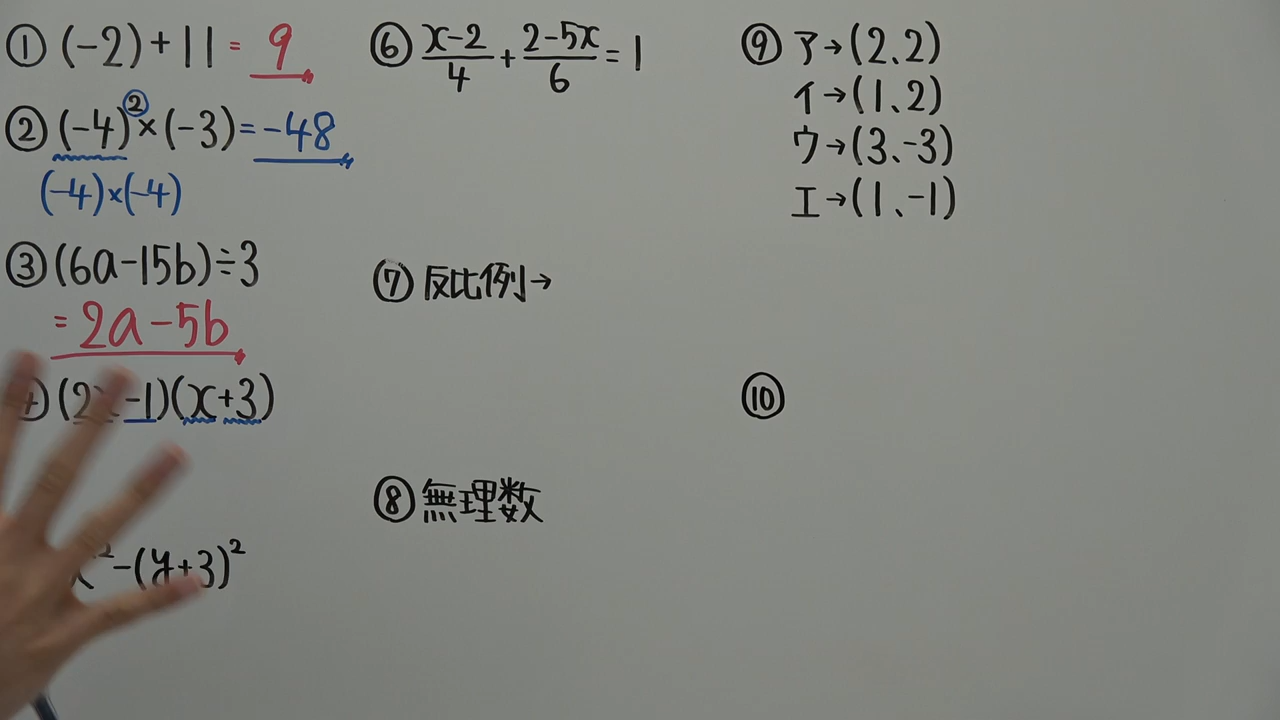 ① (-2)+11 = 9
② (-4)²×(-3)=-48
(-4)×(-4)
③ (6a-15b)÷3
= 2a-5b
(2x-1)(x+3)
²-(y+3)²
⑥ (x-2)/4 + (2-5x)/6 = 1
⑦ 反比例→
⑧ 無理数
⑨ ア→(2、2)
イ→(1、2)
ウ→(3、-3)
エ→(1、-1)
⑩